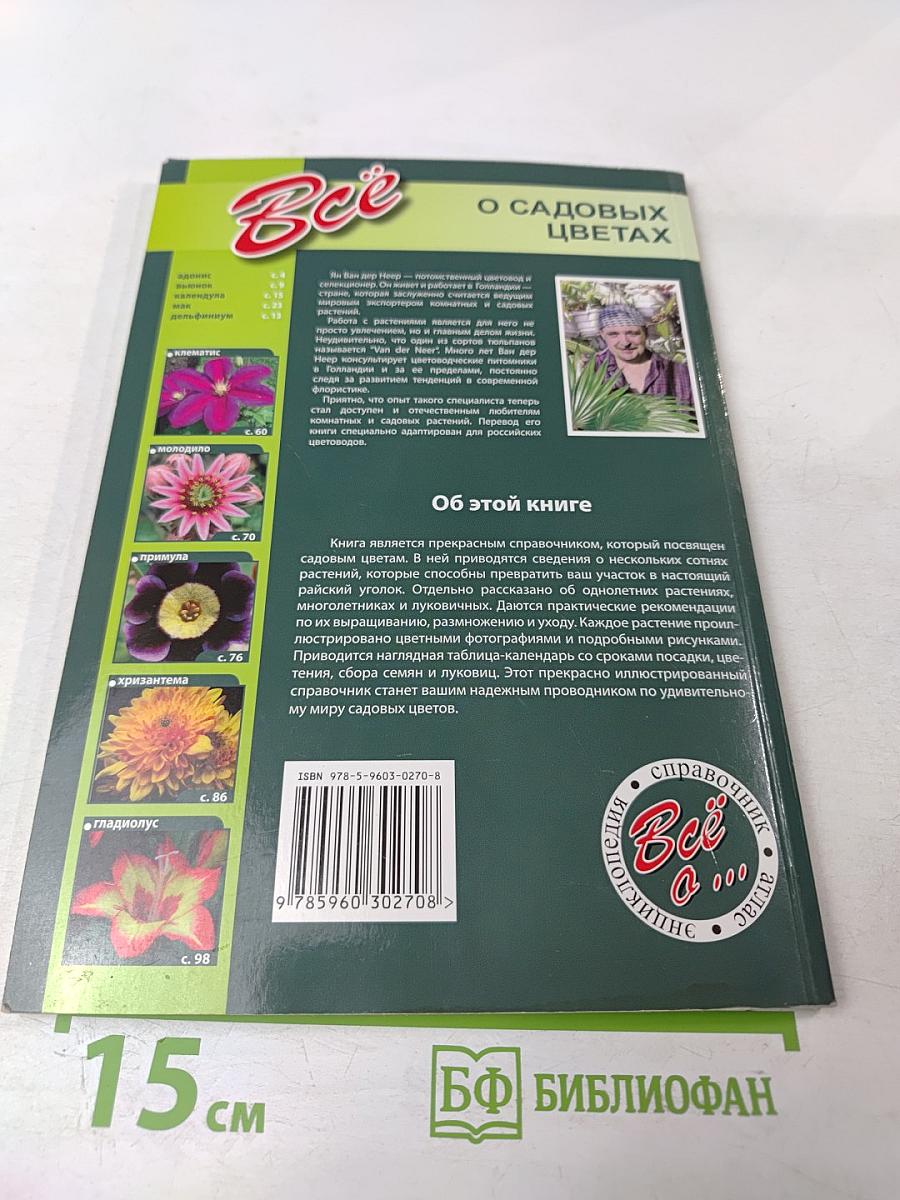 Всё
О САДОВЫХ
ЦВЕТАХ
адонис с. 4
вьюнок с. 9
календула с. 15
мак с. 23
дельфиниум с. 13
клематис
с. 60
молодило
с. 70
примула
с. 76
хризантема
с. 86
гладиолус
с. 98
Ян Ван дер Неер — потомственный цветовод и
селекционер. Он живет и работает в Голландии —
стране, которая заслуженно считается ведущим
мировым экспортером комнатных и садовых
растений.
Работа с растениями является для него не
просто увлечением, но и главным делом жизни.
Неудивительно, что один из сортов тюльпанов
называется "Van der Neer". Много лет Ван дер
Неер консультирует цветоводческие питомники
в Голландии и за ее пределами, постоянно
следя за развитием тенденций в современной
флористике.
Приятно, что опыт такого специалиста теперь
стал доступен и отечественным любителям
комнатных и садовых растений. Перевод его
книги специально адаптирован для российских
цветоводов.
Об этой книге
Книга является прекрасным справочником, который посвящен
садовым цветам. В ней приводятся сведения о нескольких сотнях
растений, которые способны превратить ваш участок в настоящий
райский уголок. Отдельно рассказано об однолетних растениях,
многолетниках и луковичных. Даются практические рекомендации
по их выращиванию, размножению и уходу. Каждое растение проил-
люстрировано цветными фотографиями и подробными рисунками.
Приводится наглядная таблица-календарь со сроками посадки, цве-
тения, сбора семян и луковиц. Этот прекрасно иллюстрированный
справочник станет вашим надежным проводником по удивительно-
му миру садовых цветов.
ISBN 978-5-9603-0270-8
9 785960 302708 >
энциклопедия • справочник • атлас •
Всё
о ...
15 см
БФ БИБЛИОФАН